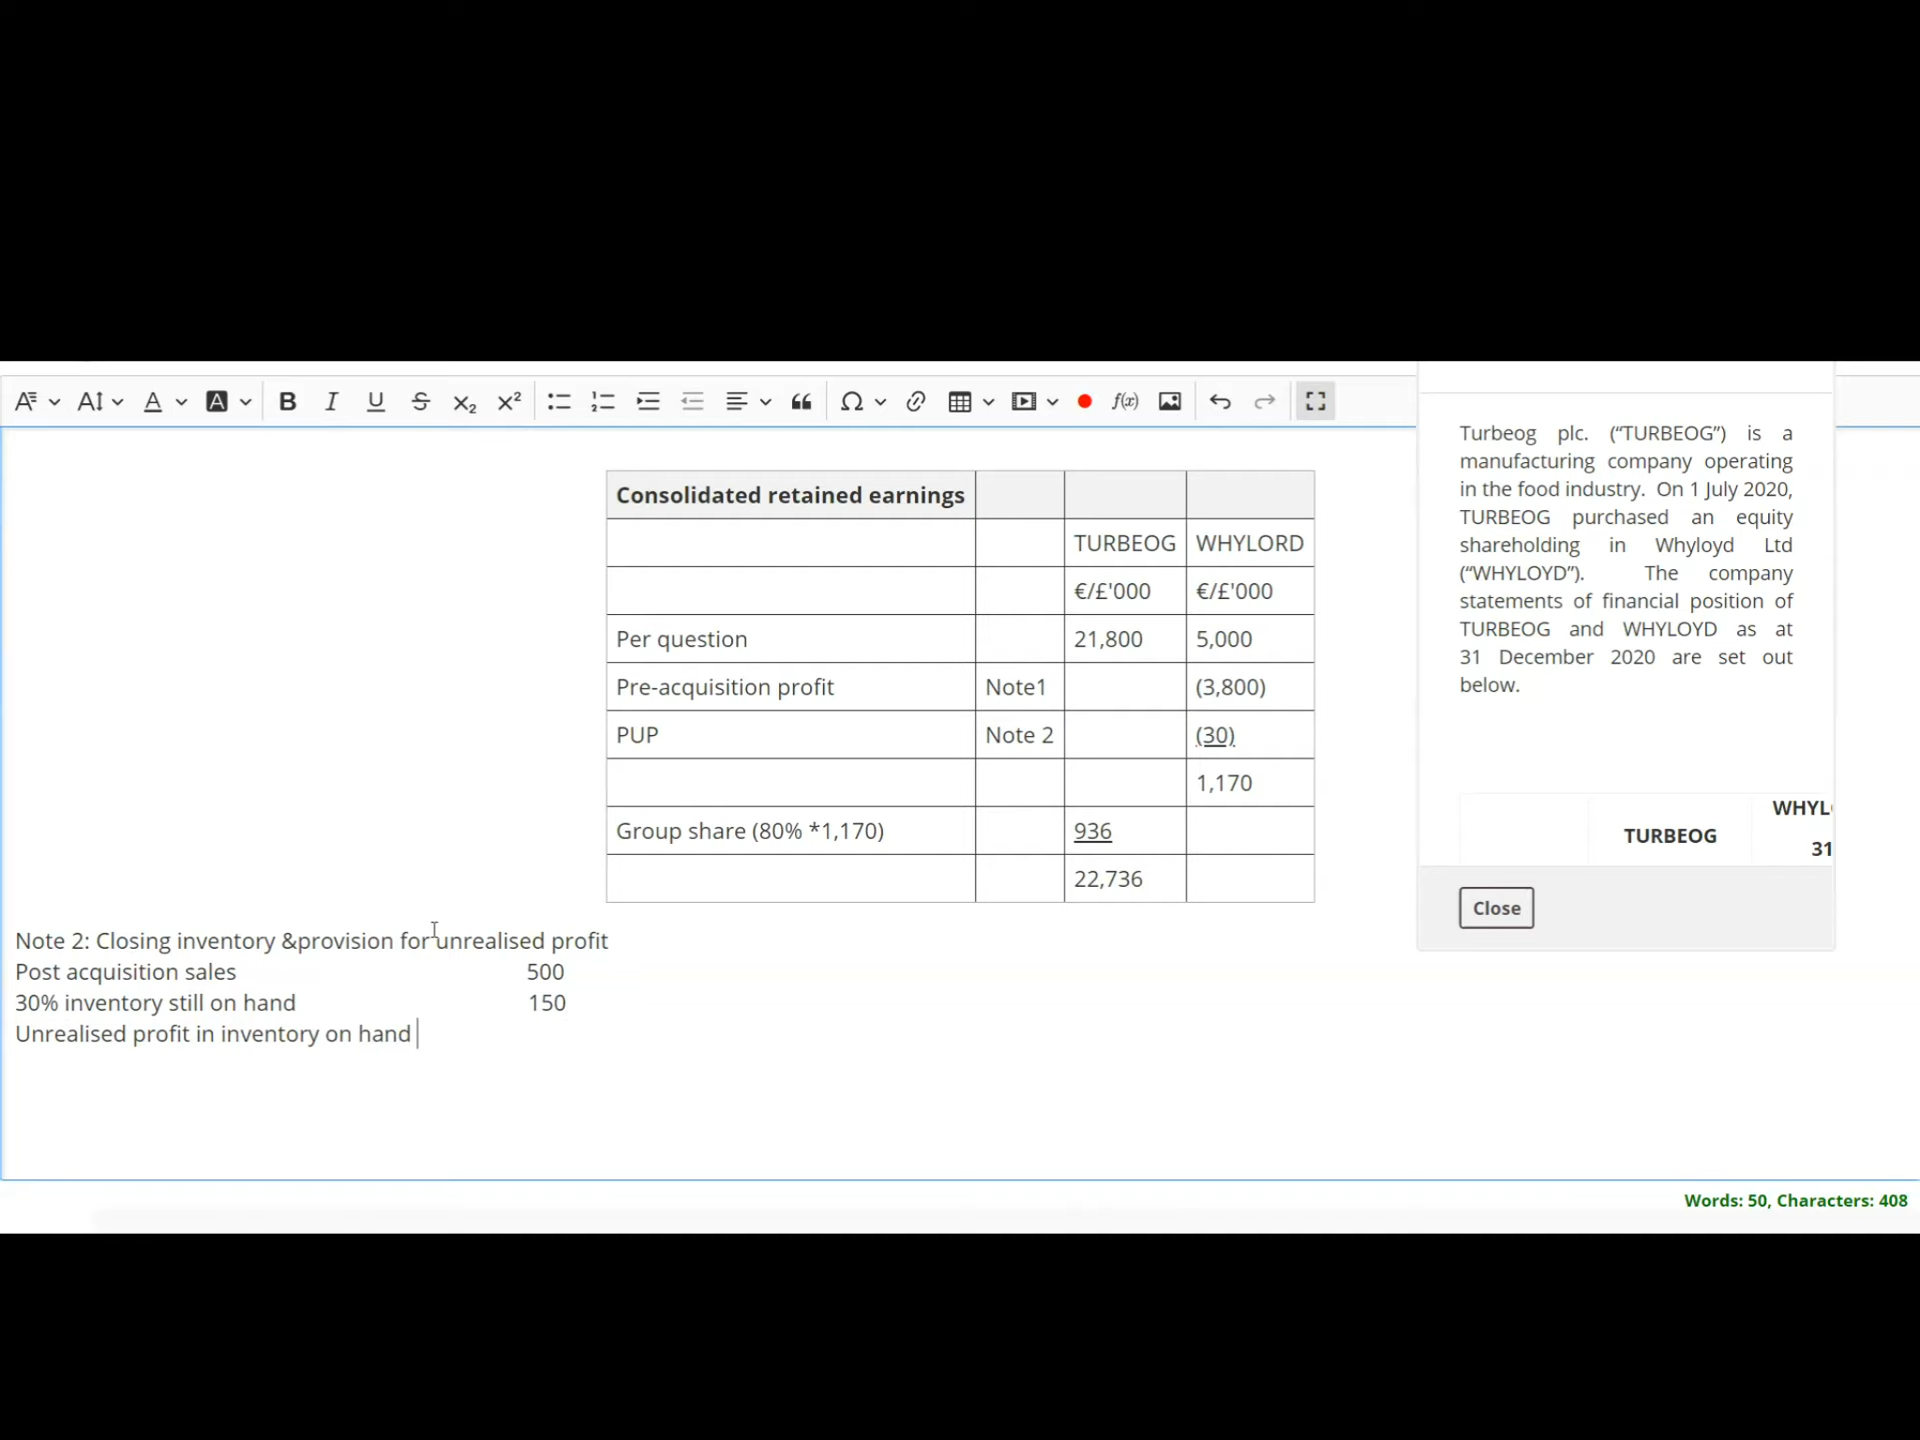 Consolidated retained earnings
TURBEOG WHYLORD
€/£'000 €/£'000
Per question 21,800 5,000
Pre-acquisition profit Note1 (3,800)
PUP Note 2 (30)
1,170
Group share (80% *1,170) 936
22,736
Note 2: Closing inventory &provision for unrealised profit
Post acquisition sales 500
30% inventory still on hand 150
Unrealised profit in inventory on hand
Turbeog plc. (“TURBEOG”) is a
manufacturing company operating
in the food industry. On 1 July 2020,
TURBEOG purchased an equity
shareholding in Whyloyd Ltd
(“WHYLOYD”). The company
statements of financial position of
TURBEOG and WHYLOYD as at
31 December 2020 are set out
below.
WHYL
TURBEOG
31
Close
Words: 50, Characters: 408